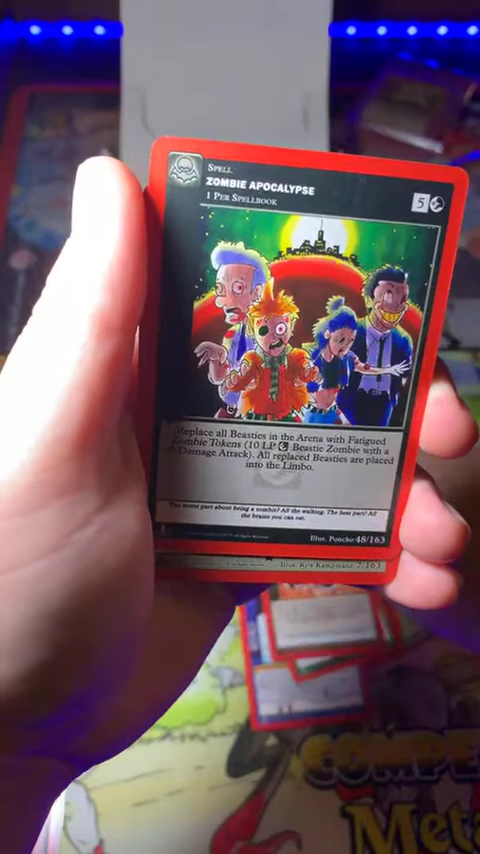 SPELL
ZOMBIE APOCALYPSE
1 PER SPELLBOOK
5
Replace all Beasties in the Arena with Fatigued
Zombie Tokens (10 LP Beastie Zombie with a
Damage Attack). All replaced Beasties are placed
into the Limbo.
The worst part about being a zombie? All the walking. The best part? All
the brains you can eat.
Illus. Poncho 48/163
Illus. Kris Kampmann 7/163
COMPE
Meta